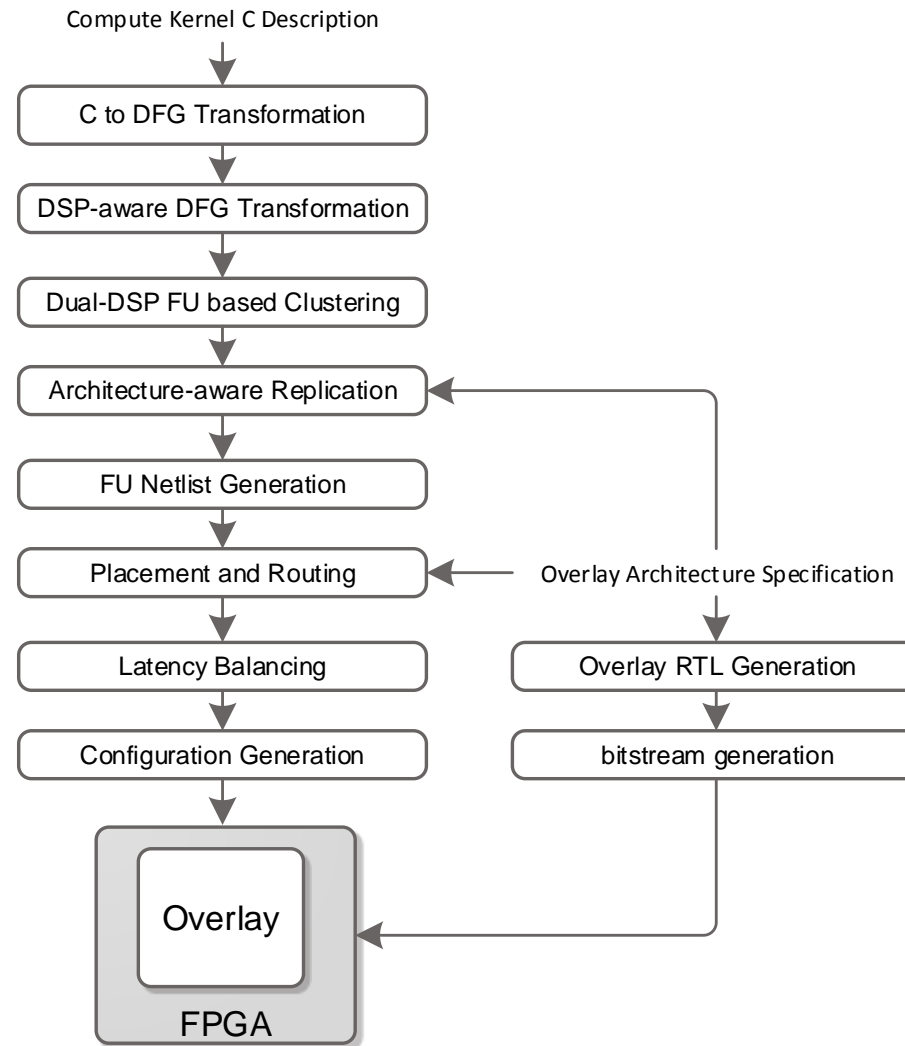 Compute Kernel C Description
C to DFG Transformation
DSP-aware DFG Transformation
Dual-DSP FU based Clustering
Architecture-aware Replication
FU Netlist Generation
Placement and Routing
Overlay Architecture Specification
Latency Balancing
Overlay RTL Generation
Configuration Generation
bitstream generation
Overlay
FPGA